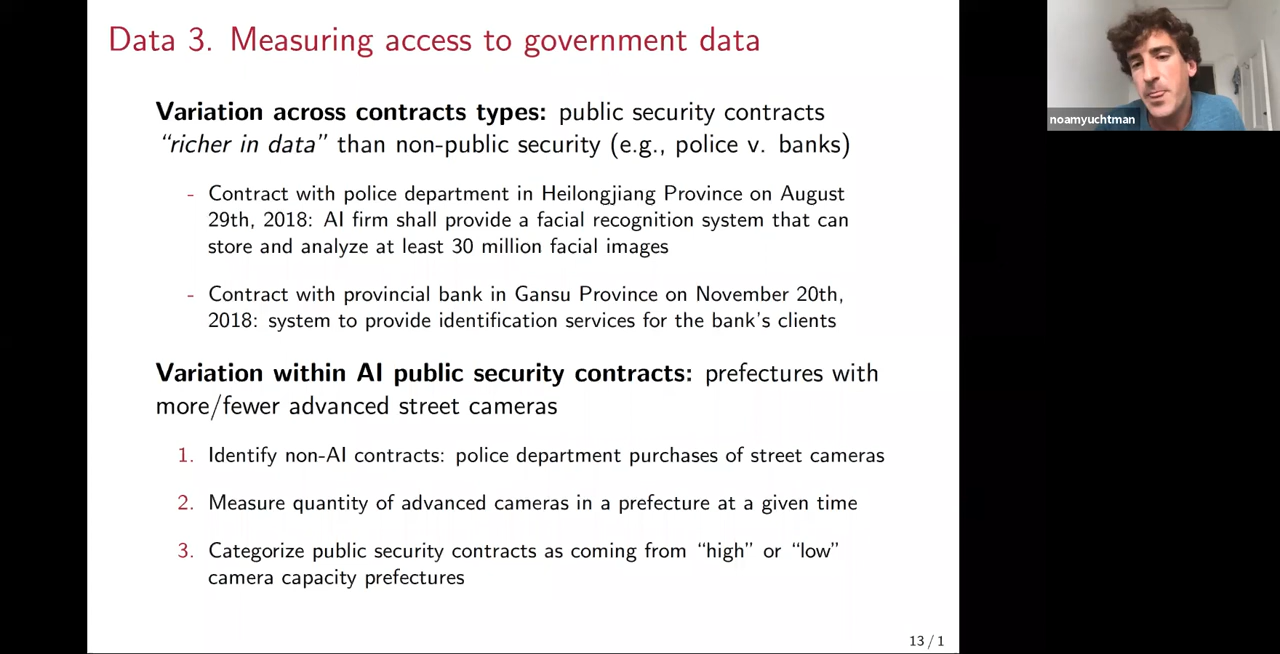 Data 3. Measuring access to government data
noamyuchtman
Variation across contracts types: public security contracts
“richer in data” than non-public security (e.g., police v. banks)
- Contract with police department in Heilongjiang Province on August
29th, 2018: AI firm shall provide a facial recognition system that can
store and analyze at least 30 million facial images
- Contract with provincial bank in Gansu Province on November 20th,
2018: system to provide identification services for the bank’s clients
Variation within AI public security contracts: prefectures with
more/fewer advanced street cameras
1. Identify non-AI contracts: police department purchases of street cameras
2. Measure quantity of advanced cameras in a prefecture at a given time
3. Categorize public security contracts as coming from “high” or “low”
camera capacity prefectures
13 / 1